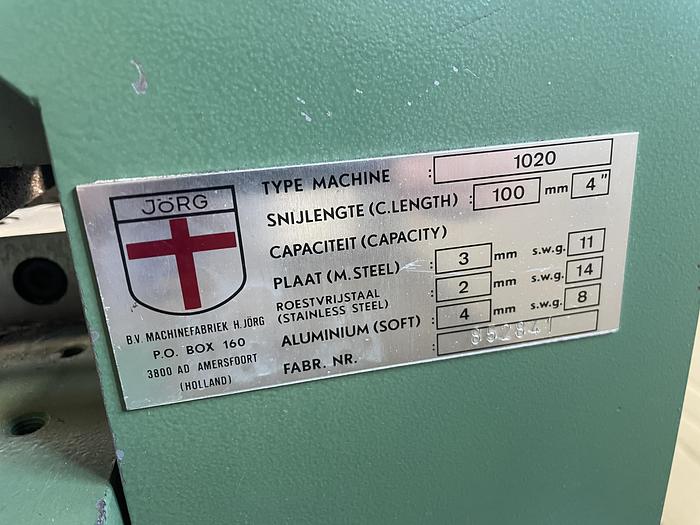 JÖRG
B.V. MACHINEFABRIEK H.JÖRG
P.O. BOX 160
3800 AD AMERSFOORT
(HOLLAND)
TYPE MACHINE : 1020
SNIJLENGTE (C.LENGTH) : 100 mm 4"
CAPACITEIT (CAPACITY)
PLAAT (M.STEEL) : 3 mm s.w.g. 11
ROESTVRIJSTAAL
(STAINLESS STEEL) : 2 mm s.w.g. 14
ALUMINIUM (SOFT) : 4 mm s.w.g. 8
FABR. NR. :